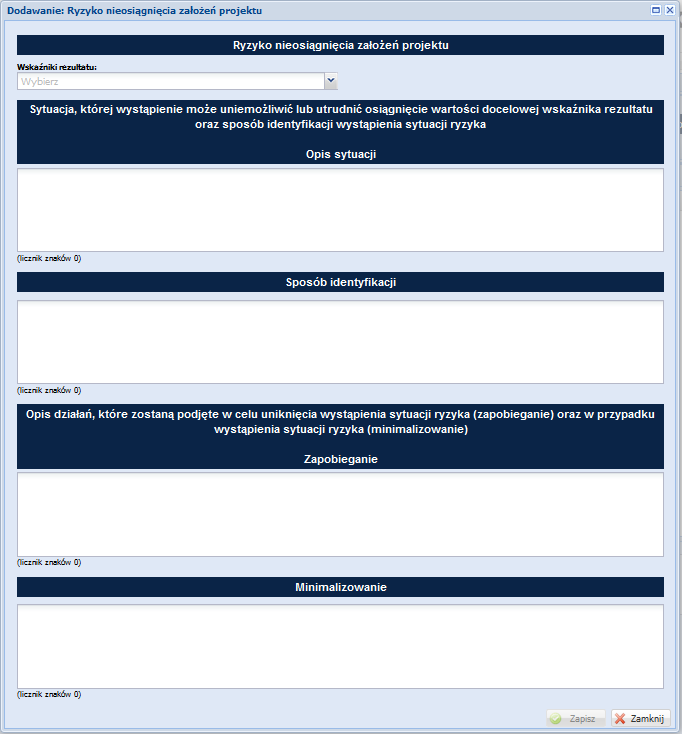 Dodawanie: Ryzyko nieosiągnięcia założeń projektu
Ryzyko nieosiągnięcia założeń projektu
Wskaźniki rezultatu:
Wybierz
Sytuacja, której wystąpienie może uniemożliwić lub utrudnić osiągnięcie wartości docelowej wskaźnika rezultatu
oraz sposób identyfikacji wystąpienia sytuacji ryzyka
Opis sytuacji
(licznik znaków 0)
Sposób identyfikacji
(licznik znaków 0)
Opis działań, które zostaną podjęte w celu uniknięcia wystąpienia sytuacji ryzyka (zapobieganie) oraz w przypadku
wystąpienia sytuacji ryzyka (minimalizowanie)
Zapobieganie
(licznik znaków 0)
Minimalizowanie
(licznik znaków 0)
Zapisz
Zamknij